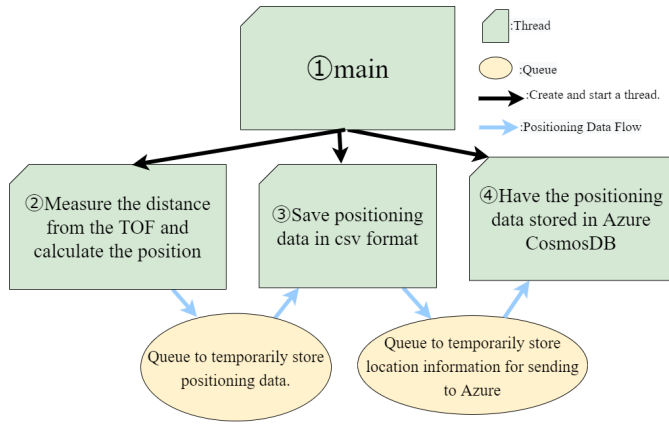 ①main
:Thread
:Queue
:Create and start a thread.
:Positioning Data Flow
②Measure the distance
from the TOF and
calculate the position
③Save positioning
data in csv format
④Have the positioning
data stored in Azure
CosmosDB
Queue to temporarily store
positioning data.
Queue to temporarily store
location information for sending
to Azure